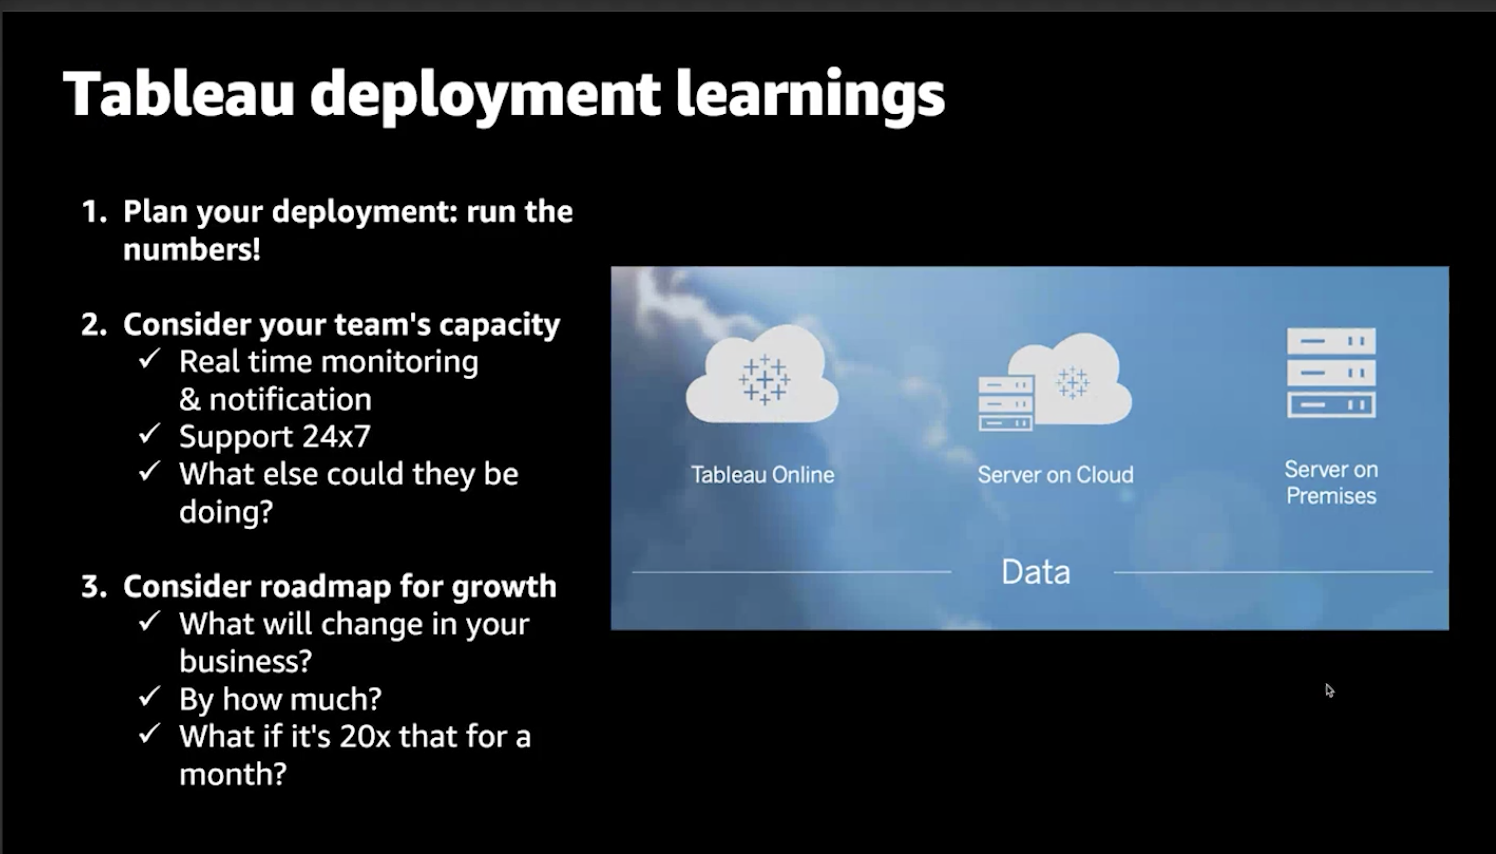 Tableau deployment learnings
1. Plan your deployment: run the
numbers!
2. Consider your team's capacity
✓ Real time monitoring
& notification
✓ Support 24x7
✓ What else could they be
doing?
3. Consider roadmap for growth
✓ What will change in your
business?
✓ By how much?
✓ What if it's 20x that for a
month?
Tableau Online
Server on Cloud
Server on
Premises
Data